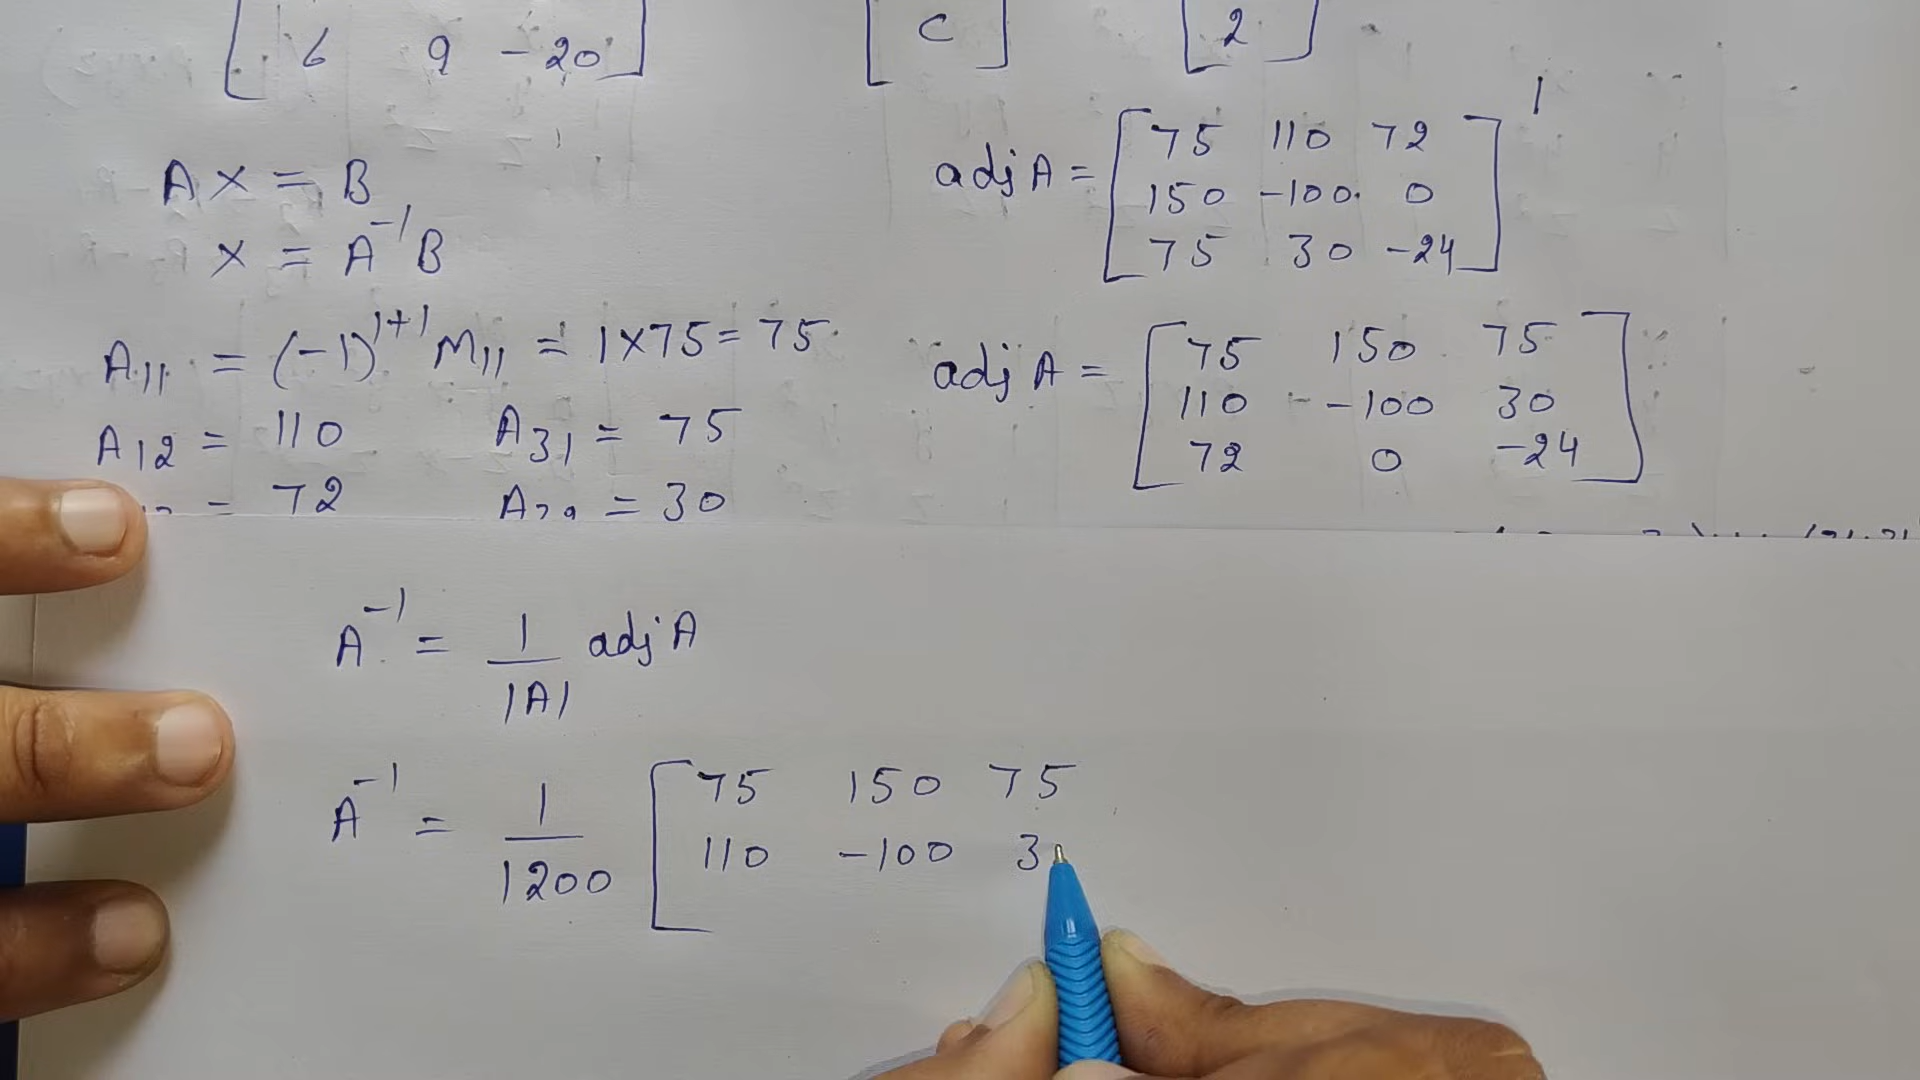 [ 6 9 -20 ] [ C ] [ 2 ]
AX = B
X = A⁻¹B
A₁₁ = (-1)¹⁺¹ M₁₁ = 1×75 = 75
A₁₂ = 110 A₃₁ = 75
= 72 = 30
adj A = [ 75 110 72
150 -100 0
75 30 -24 ]'
adj A = [ 75 150 75
110 -100 30
72 0 -24 ]
A⁻¹ = 1/|A| adj A
A⁻¹ = 1/1200 [ 75 150 75
110 -100 3